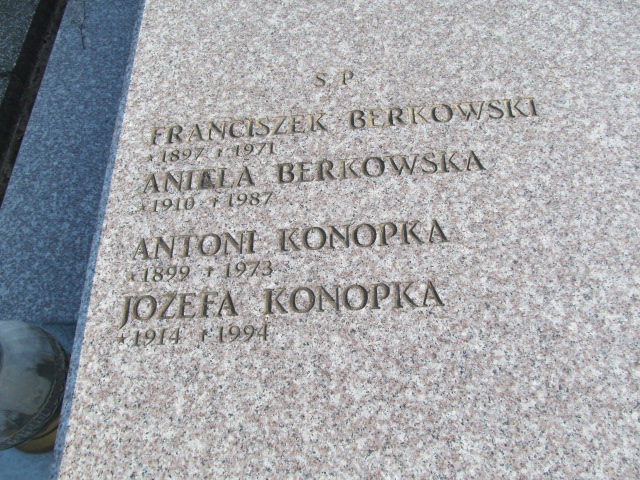 S. P
FRANCISZEK BERKOWSKI
*1897 †1971
ANIELA BERKOWSKA
*1910 †1987
ANTONI KONOPKA
*1899 †1973
JOZEFA KONOPKA
*1914 †1994